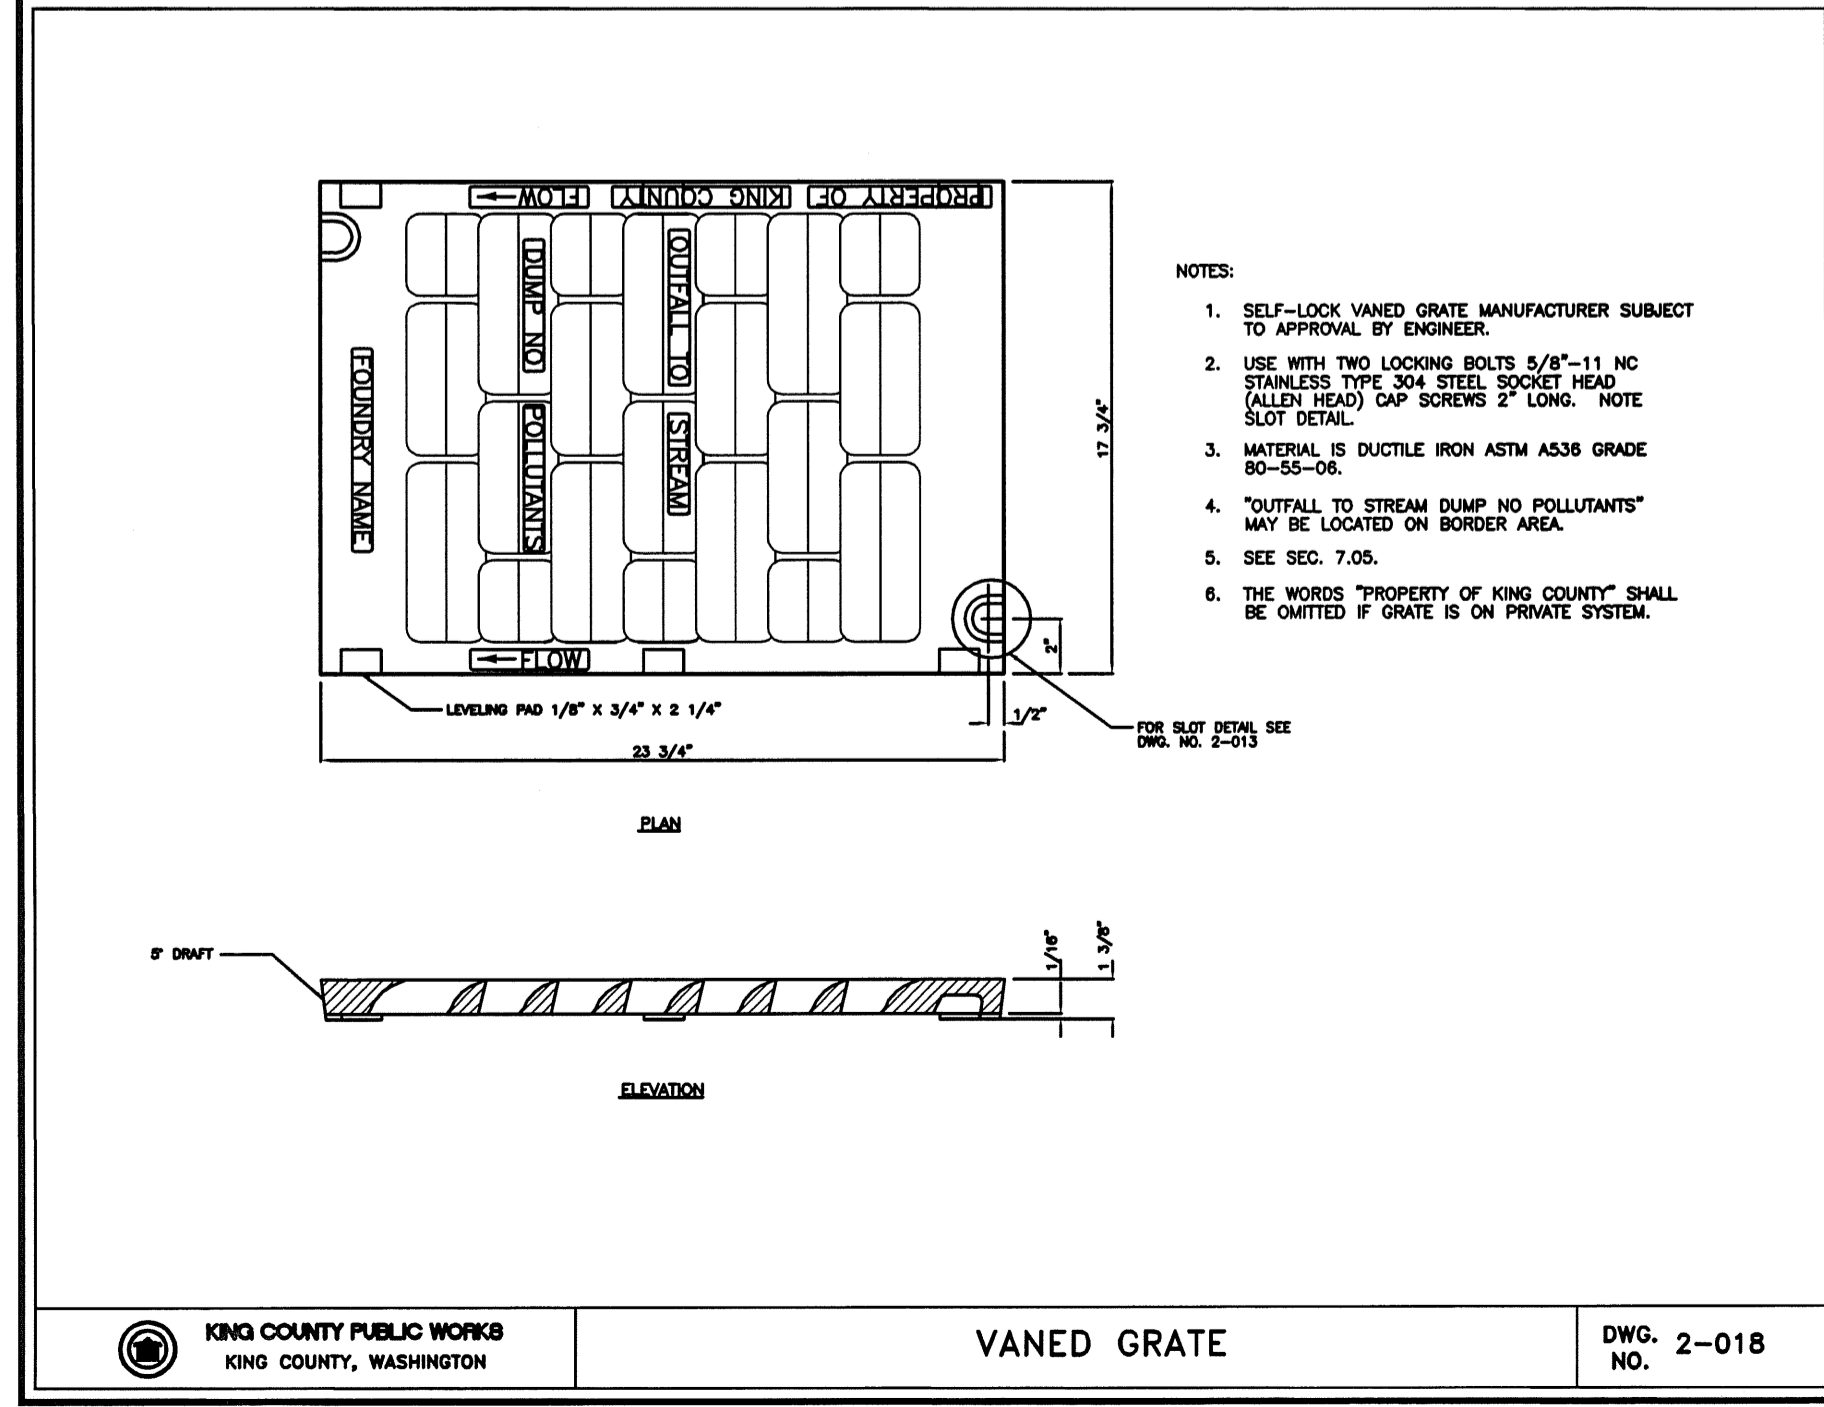 PROPERTY OF KING COUNTY FLOW
OUTFALL TO STREAM
DUMP NO POLLUTANTS
FOUNDRY NAME
FLOW
17 3/4"
2"
1/2"
LEVELING PAD 1/8" X 3/4" X 2 1/4"
23 3/4"
FOR SLOT DETAIL SEE
DWG. NO. 2-013
PLAN
NOTES:
1. SELF-LOCK VANED GRATE MANUFACTURER SUBJECT
TO APPROVAL BY ENGINEER.
2. USE WITH TWO LOCKING BOLTS 5/8"-11 NC
STAINLESS TYPE 304 STEEL SOCKET HEAD
(ALLEN HEAD) CAP SCREWS 2" LONG. NOTE
SLOT DETAIL.
3. MATERIAL IS DUCTILE IRON ASTM A536 GRADE
80-55-06.
4. "OUTFALL TO STREAM DUMP NO POLLUTANTS"
MAY BE LOCATED ON BORDER AREA.
5. SEE SEC. 7.05.
6. THE WORDS "PROPERTY OF KING COUNTY" SHALL
BE OMITTED IF GRATE IS ON PRIVATE SYSTEM.
5° DRAFT
1/16"
1 3/8"
ELEVATION
KING COUNTY PUBLIC WORKS
KING COUNTY, WASHINGTON
VANED GRATE
DWG.
NO. 2-018